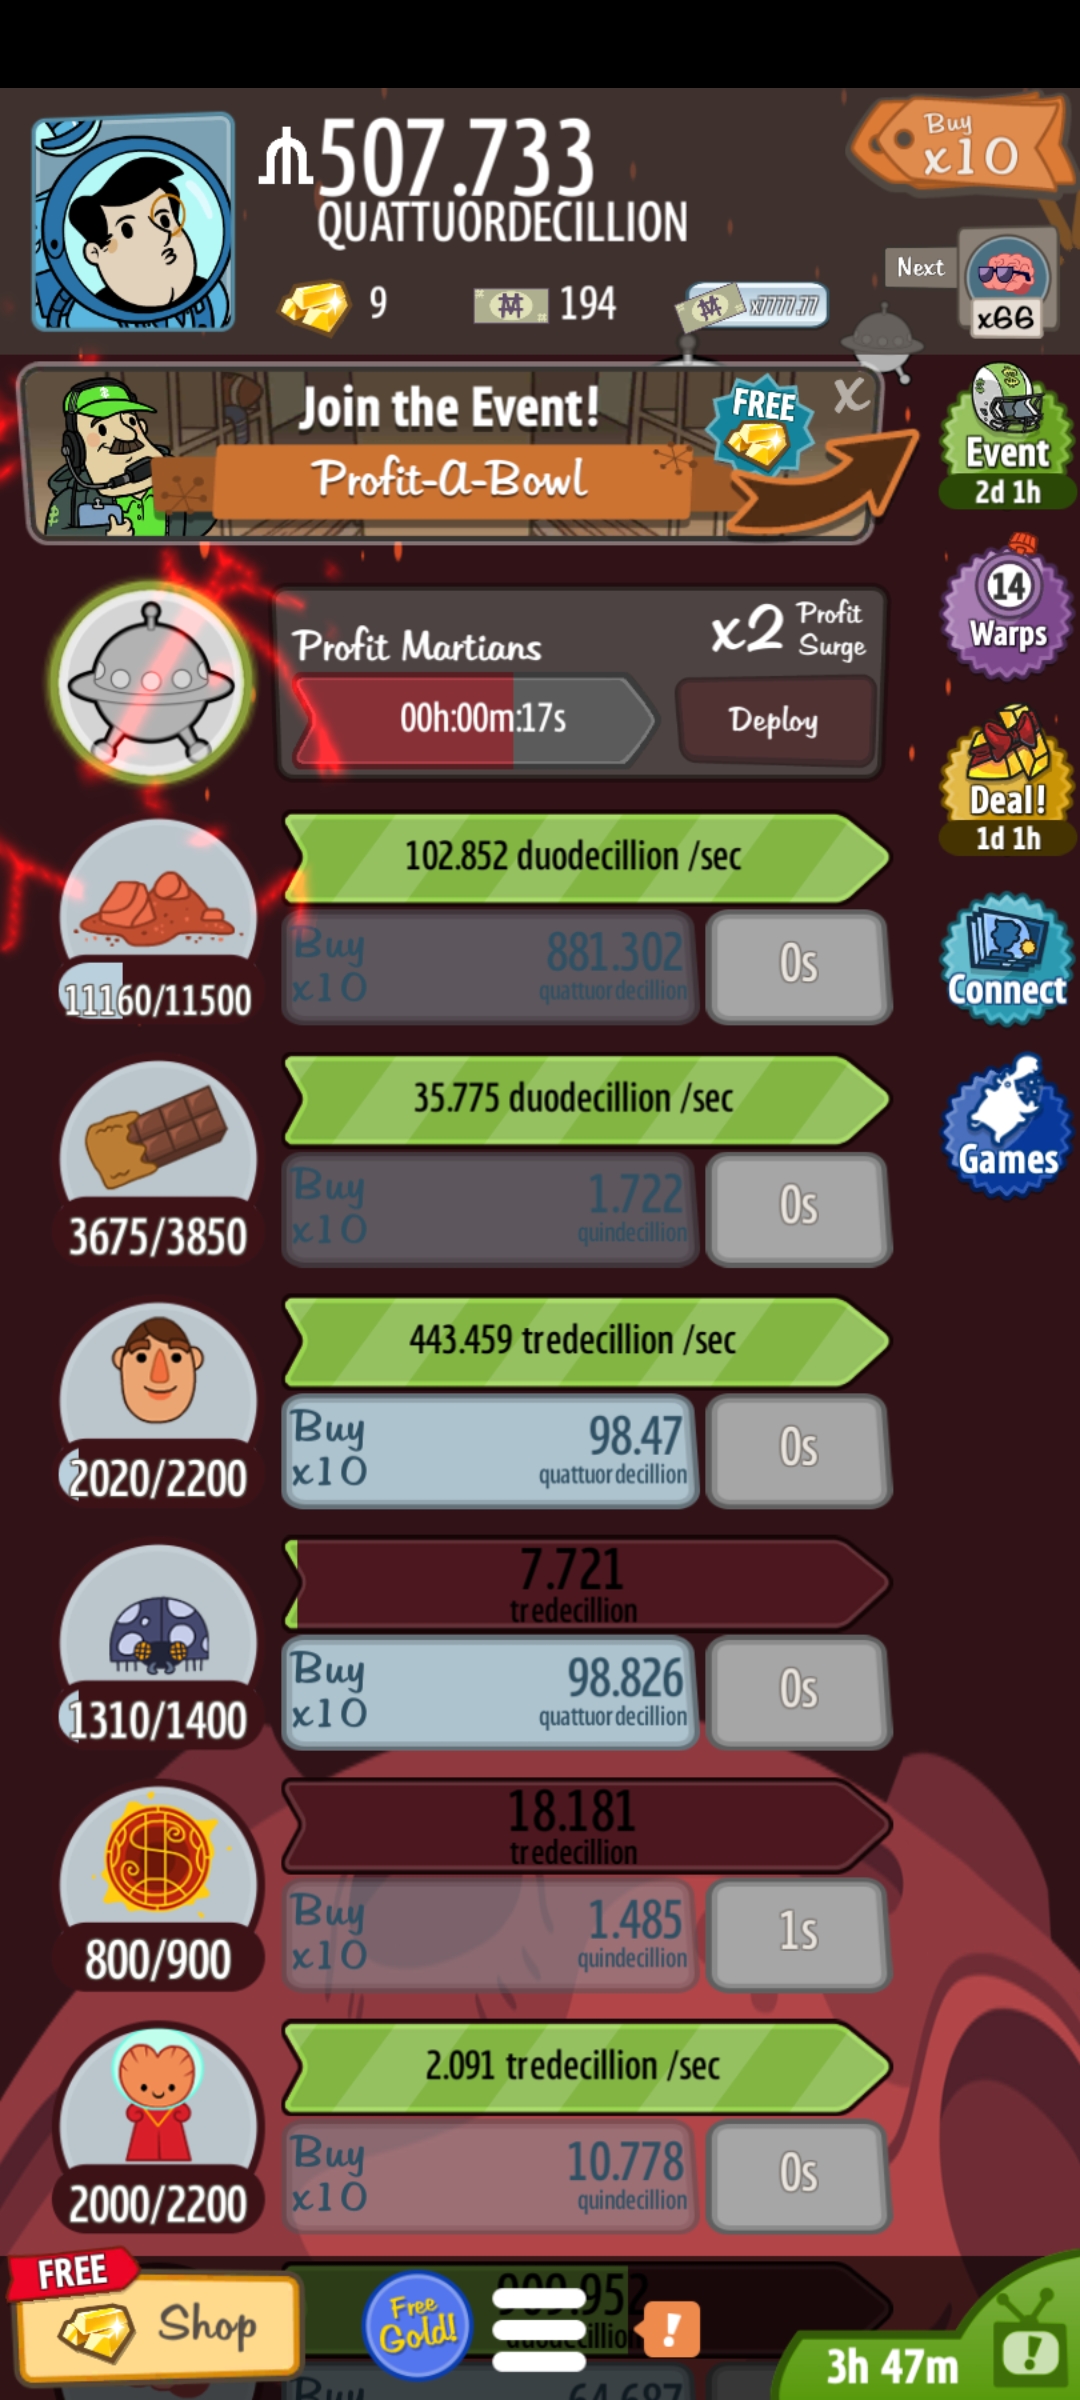 507.733
QUATTUORDECILLION
Buy
x10
9
194
x7777.77
Next
x66
Join the Event!
FREE
X
Profit-A-Bowl
Event
2d 1h
Profit Martians
x2 Profit Surge
00h:00m:17s
Deploy
14
Warps
Deal!
1d 1h
102.852 duodecillion /sec
11160/11500
Buy x10
881.302
quattuordecillion
0s
Connect
35.775 duodecillion /sec
3675/3850
Buy x10
1.722
quindecillion
0s
Games
443.459 tredecillion /sec
2020/2200
Buy x10
98.47
quattuordecillion
0s
7.721
tredecillion
1310/1400
Buy x10
98.826
quattuordecillion
0s
18.181
tredecillion
800/900
Buy x10
1.485
quindecillion
1s
2.091 tredecillion /sec
2000/2200
Buy x10
10.778
quindecillion
0s
FREE
Shop
Free Gold!
!
3h 47m
!
Buy
64.687